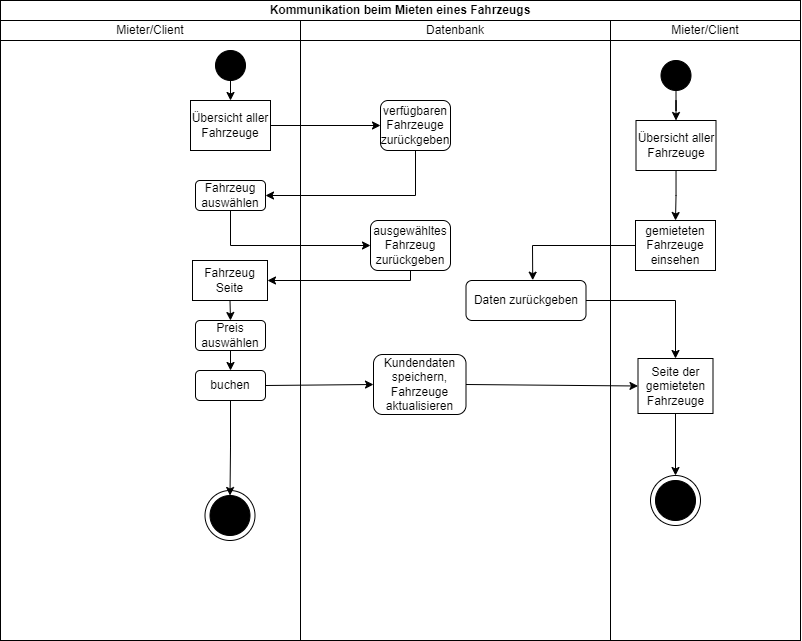 Kommunikation beim Mieten eines Fahrzeugs
Mieter/Client
Datenbank
Mieter/Client
Übersicht aller
Fahrzeuge
verfügbaren
Fahrzeuge
zurückgeben
Fahrzeug
auswählen
ausgewähltes
Fahrzeug
zurückgeben
Fahrzeug
Seite
Preis
auswählen
buchen
Kundendaten
speichern,
Fahrzeuge
aktualisieren
Übersicht aller
Fahrzeuge
gemieteten
Fahrzeuge
einsehen
Daten zurückgeben
Seite der
gemieteten
Fahrzeuge